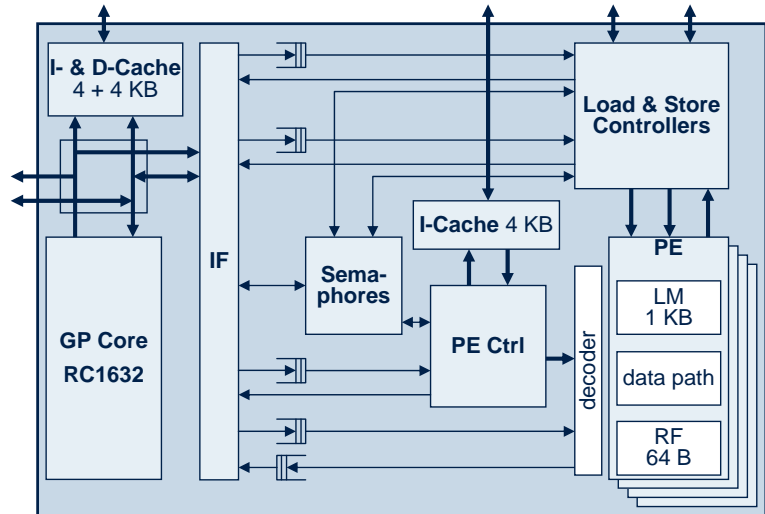 I- & D-Cache
4 + 4 KB
Load & Store
Controllers
I-Cache 4 KB
PE
IF
Sema-
phores
LM
1 KB
GP Core
RC1632
PE Ctrl
decoder
data path
RF
64 B